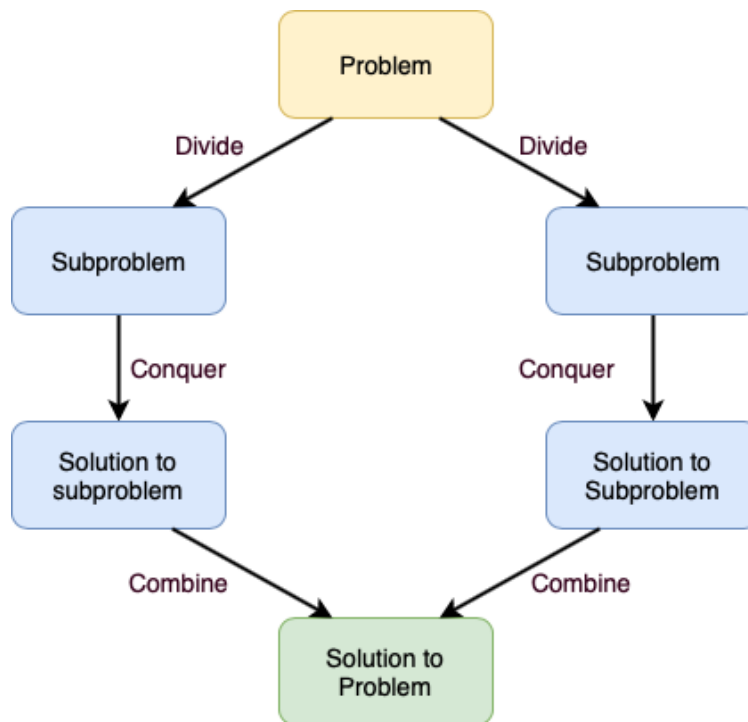 Problem
Divide
Divide
Subproblem
Subproblem
Conquer
Conquer
Solution to
subproblem
Solution to
Subproblem
Combine
Combine
Solution to
Problem